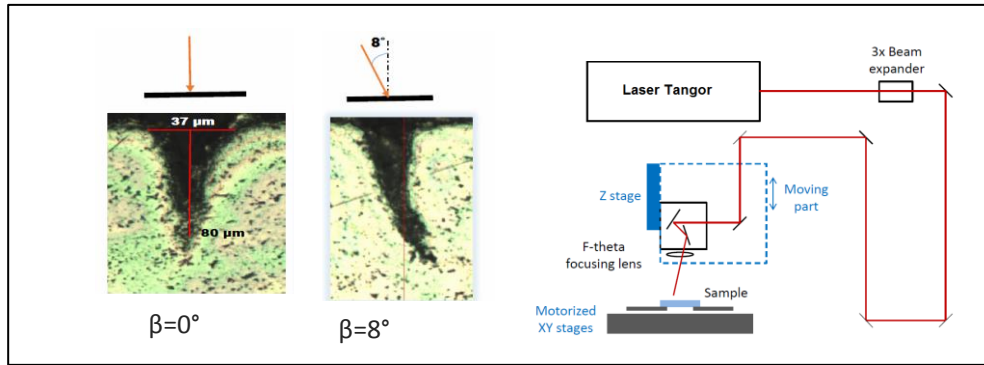 8°
37 µm
80 µm
β=0°
β=8°
Laser Tangor
3x Beam
expander
Z stage
Moving
part
F-theta
focusing lens
Sample
Motorized
XY stages